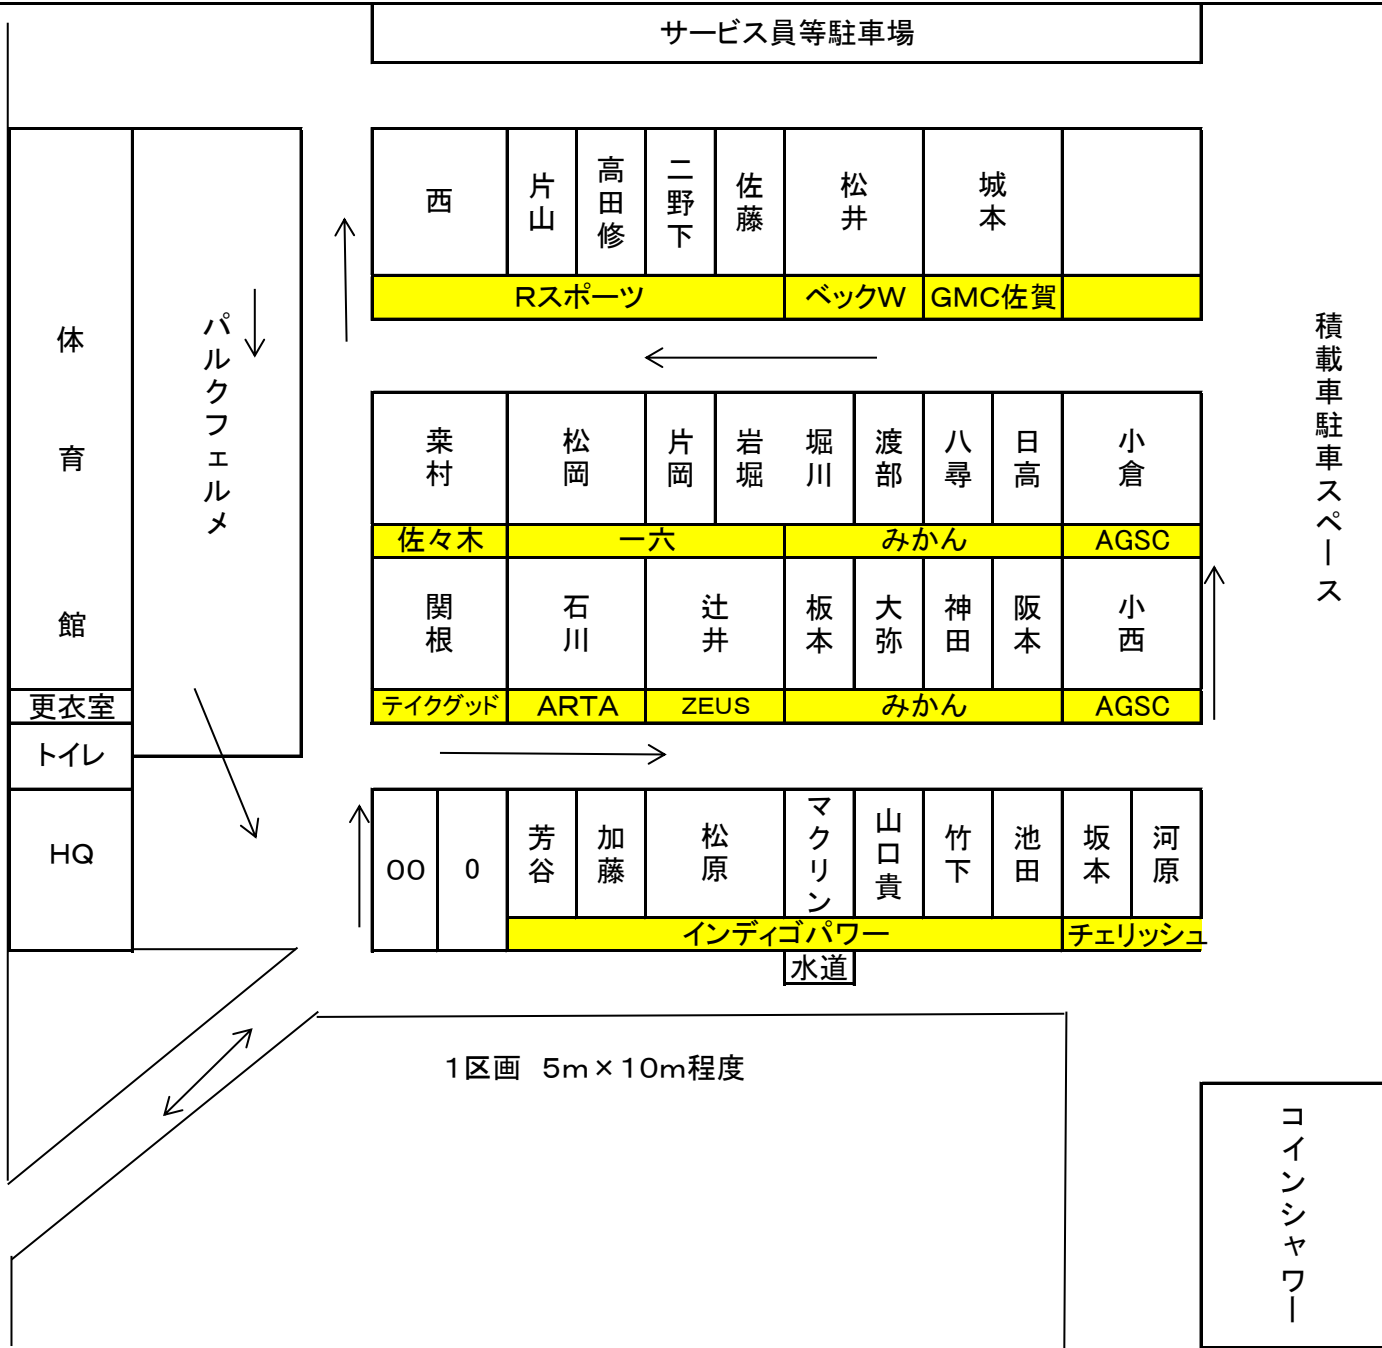 サービス員等駐車場
西
片山
高田修
二野下
佐藤
松井
城本
Rスポーツ
ベックW
GMC佐賀
体育館
パルクフェルメ
積載車駐車スペース
桒村
松岡
片岡
岩堀
堀川
渡部
八尋
日高
小倉
佐々木
一六
みかん
AGSC
関根
石川
辻井
板本
大弥
神田
阪本
小西
テイクグッド
ARTA
ZEUS
みかん
AGSC
更衣室
トイレ
HQ
00
0
芳谷
加藤
松原
マクリン
山口貴
竹下
池田
坂本
河原
インディゴパワー
チェリッシュ
水道
1区画 5m×10m程度
コインシャワー